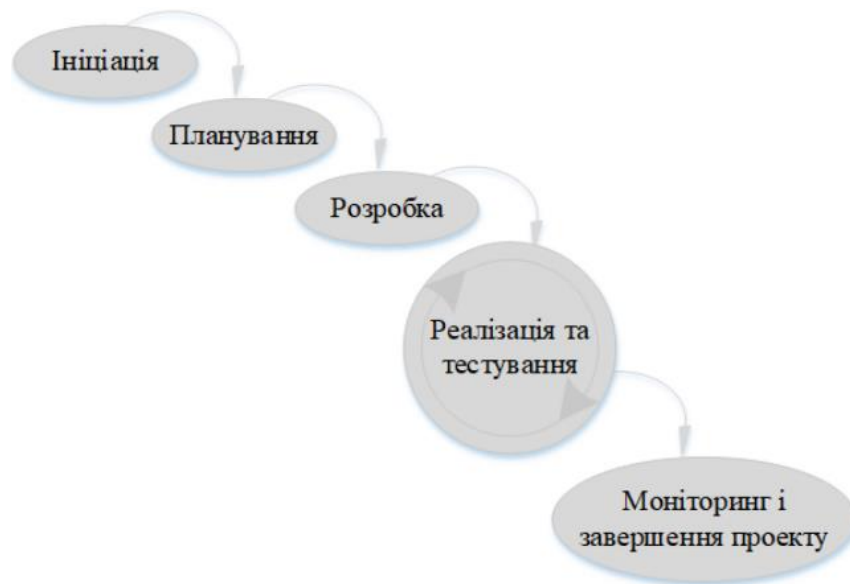 Ініціація
Планування
Розробка
Реалізація та
тестування
Моніторинг і
завершення проекту